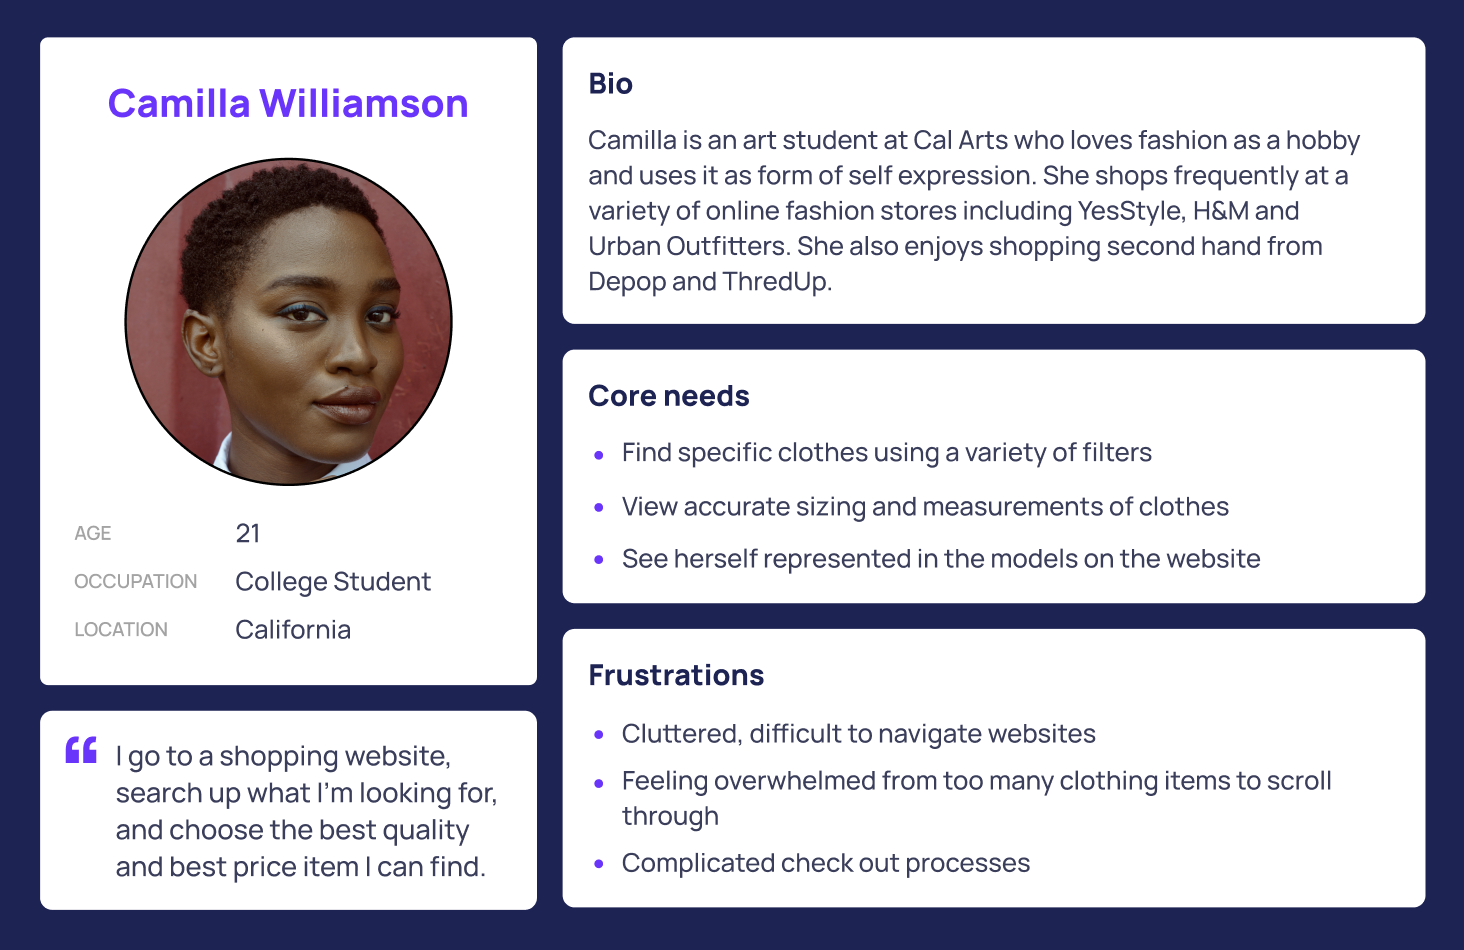 Camilla Williamson
AGE 21
OCCUPATION College Student
LOCATION California
“ I go to a shopping website,
search up what I’m looking for,
and choose the best quality
and best price item I can find.
Bio
Camilla is an art student at Cal Arts who loves fashion as a hobby
and uses it as form of self expression. She shops frequently at a
variety of online fashion stores including YesStyle, H&M and
Urban Outfitters. She also enjoys shopping second hand from
Depop and ThredUp.
Core needs
• Find specific clothes using a variety of filters
• View accurate sizing and measurements of clothes
• See herself represented in the models on the website
Frustrations
• Cluttered, difficult to navigate websites
• Feeling overwhelmed from too many clothing items to scroll
through
• Complicated check out processes